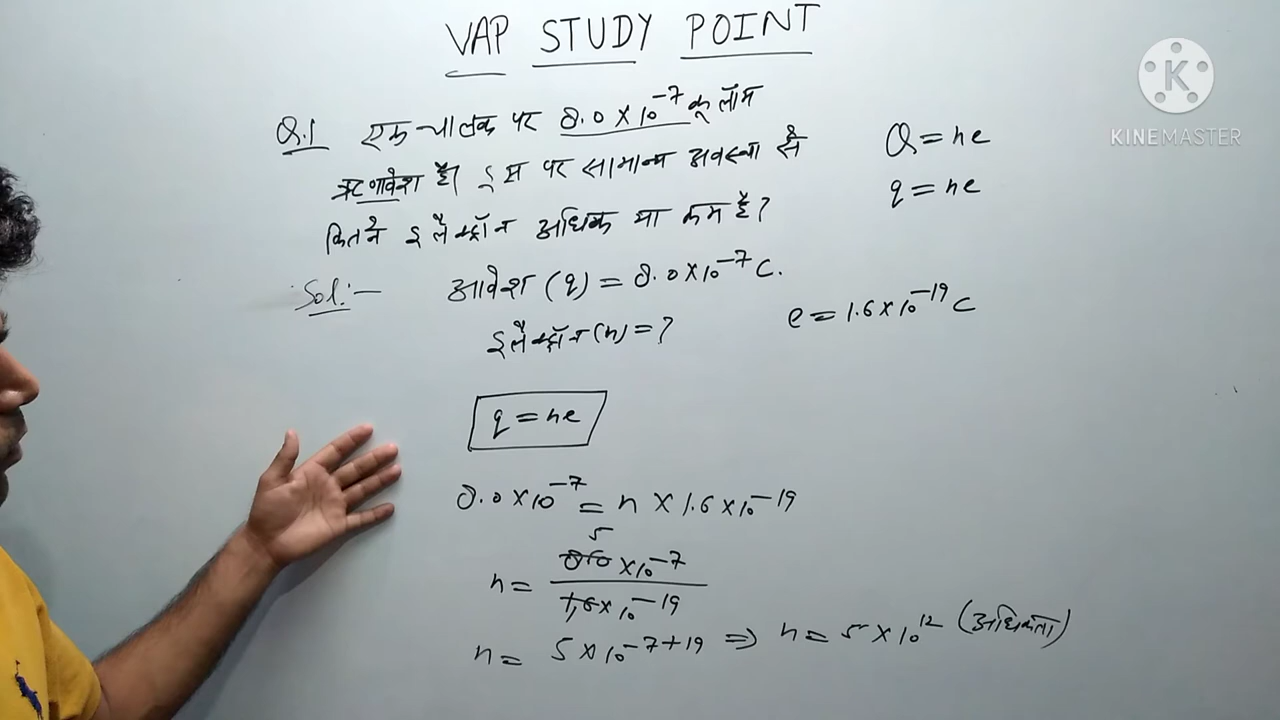 VAP STUDY POINT
Q.1 एक चालक पर 8.0 × 10⁻⁷ कूलॉम
ऋणावेश है। इस पर सामान्य अवस्था से
कितने इलैक्ट्रॉन अधिक या कम है?
Q = ne
q = ne
Sol:— आवेश (q) = 8.0×10⁻⁷ C.
इलैक्ट्रॉन (n) = ?
e = 1.6×10⁻¹⁹ C
q = ne
8.0×10⁻⁷ = n × 1.6×10⁻¹⁹
5
n = 80×10⁻⁷
1.6×10⁻¹⁹
n = 5×10⁻⁷⁺¹⁹ ⇒ n = 5×10¹² (अधिकता)
K
KINEMASTER